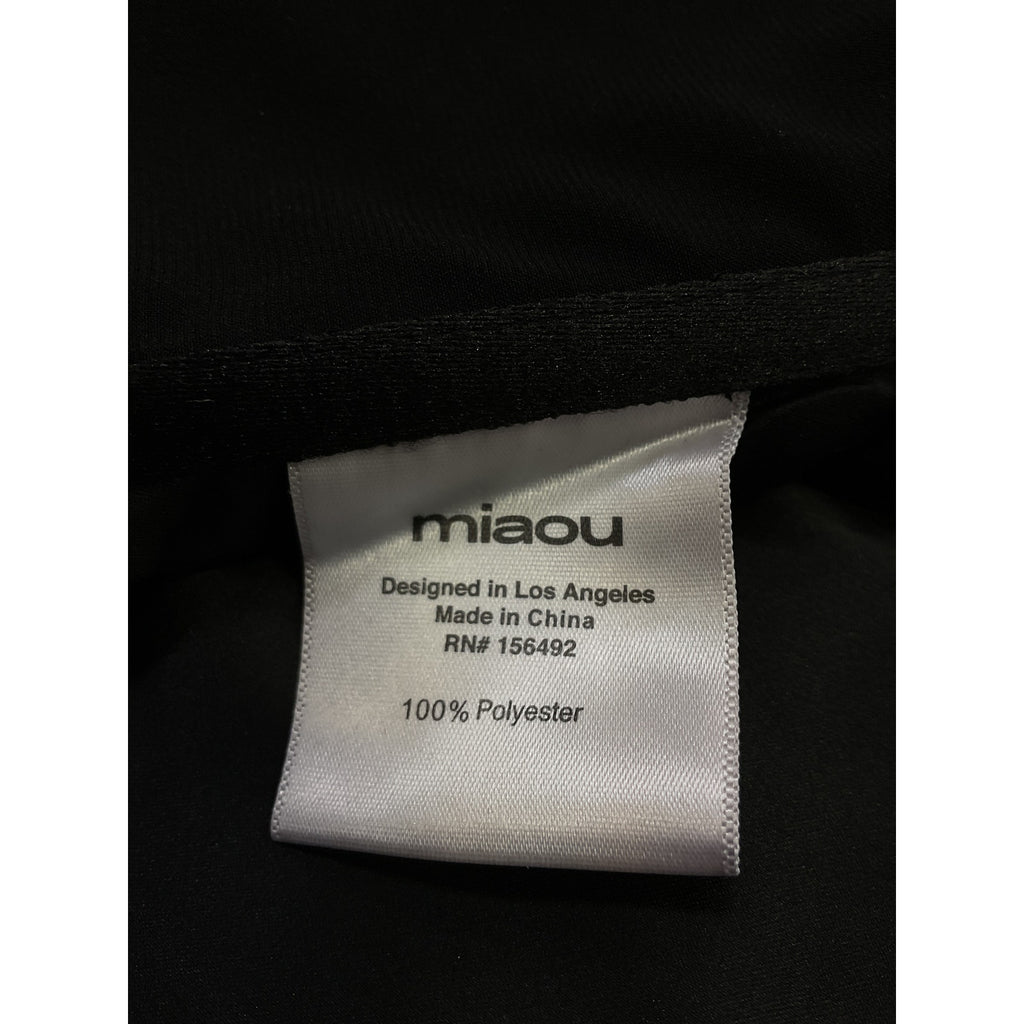 miaou
Designed in Los Angeles
Made in China
RN# 156492
100% Polyester